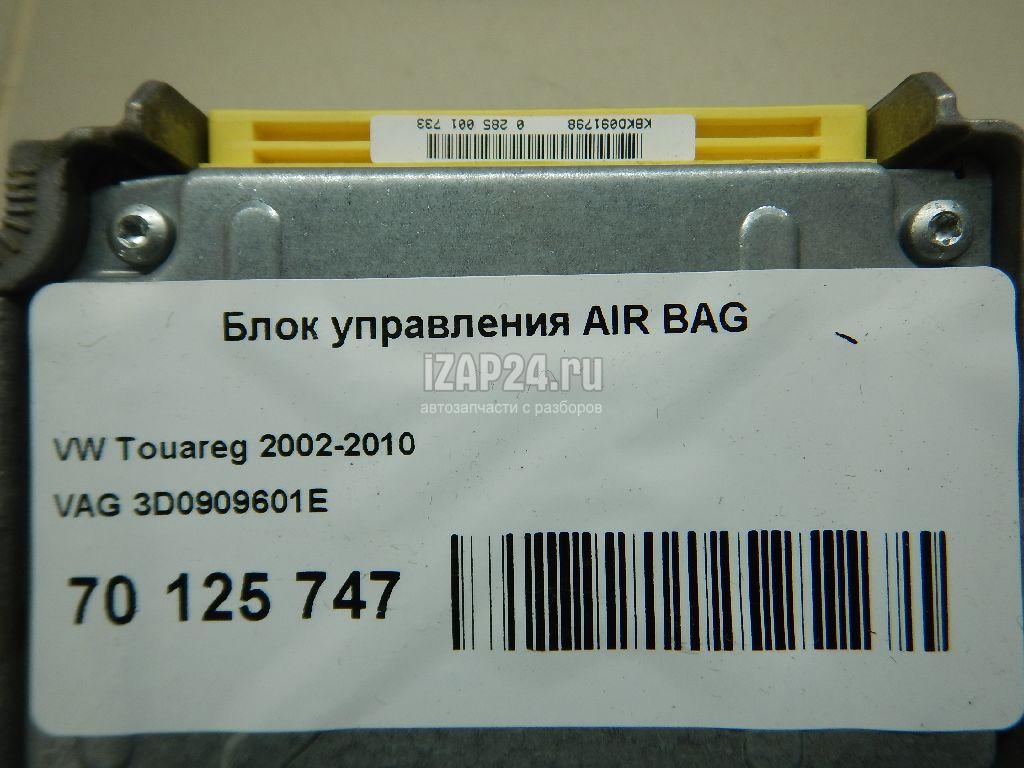 KBKD091798 0 285 001 733
Блок управления AIR BAG
iZAP24.ru
автозапчасти с разборов
VW Touareg 2002-2010
VAG 3D0909601E
70 125 747